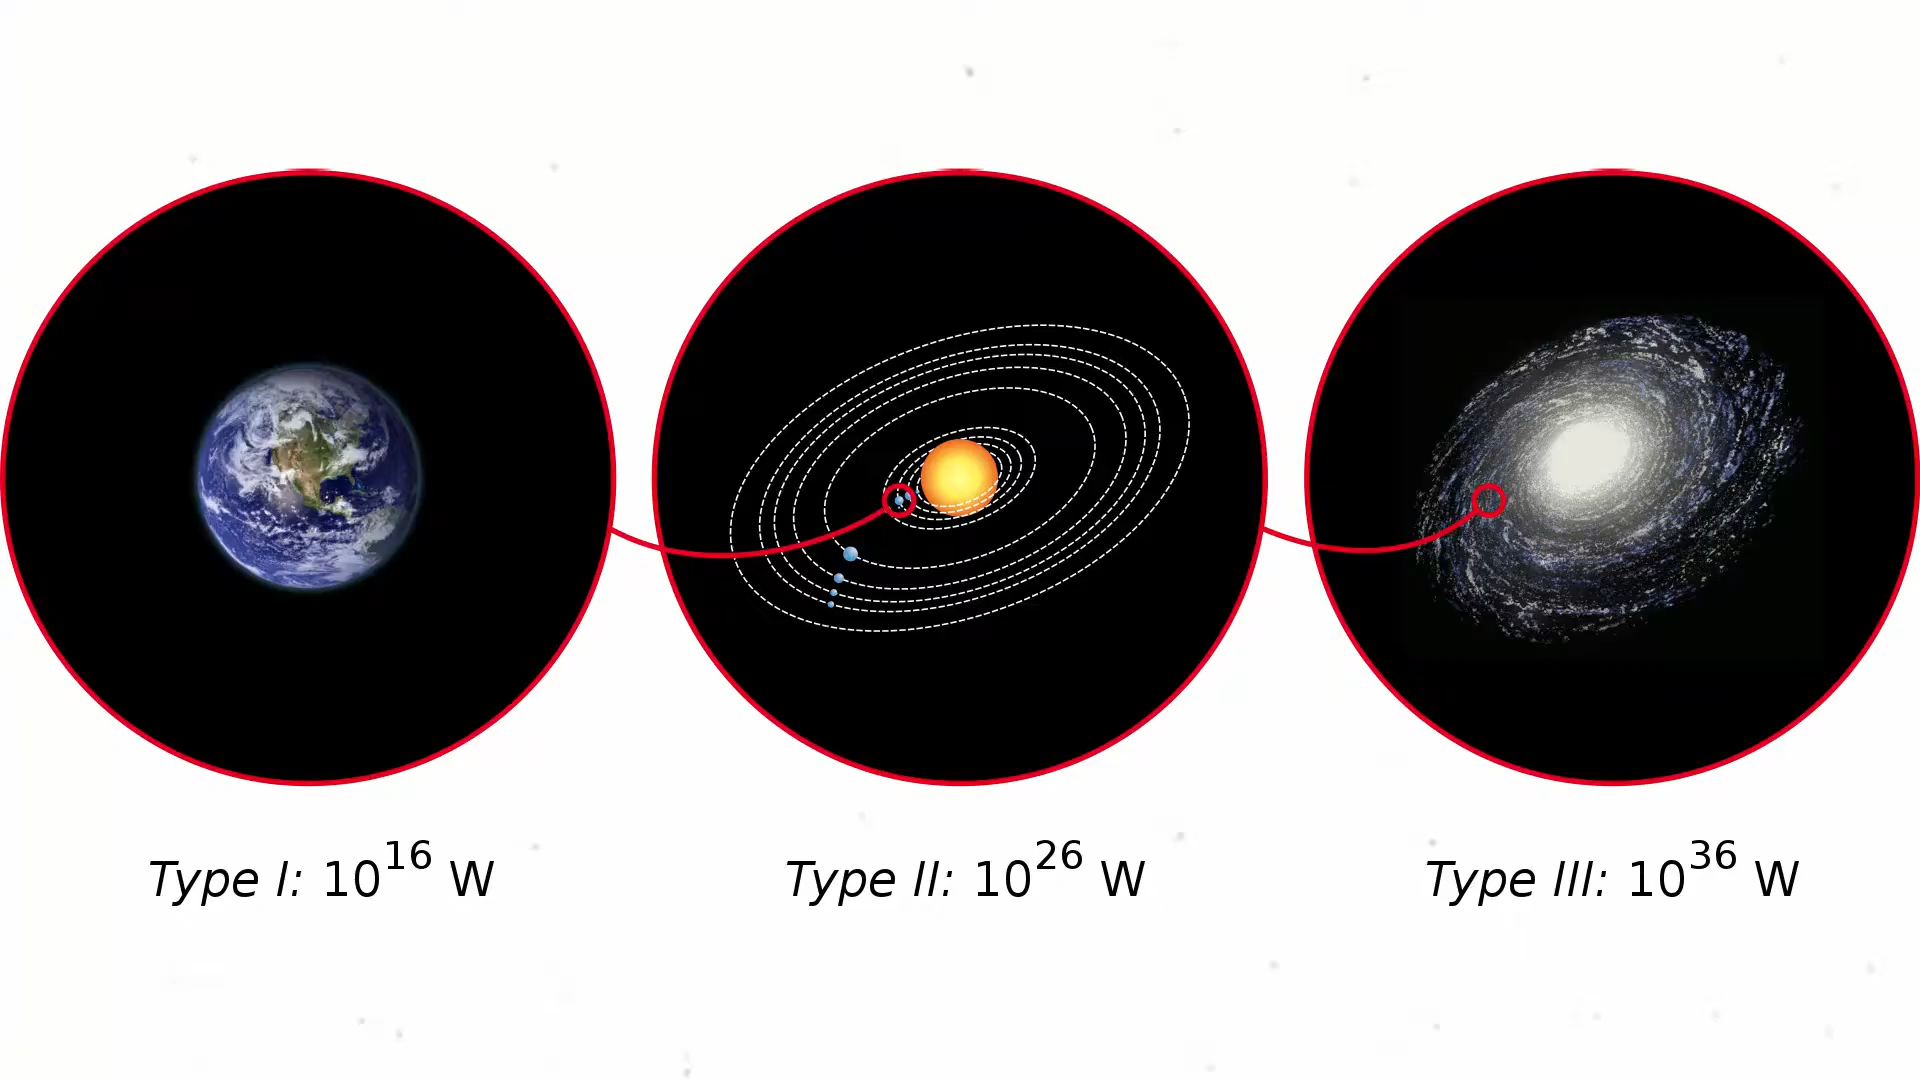 Type I: 10¹⁶ W
Type II: 10²⁶ W
Type III: 10³⁶ W